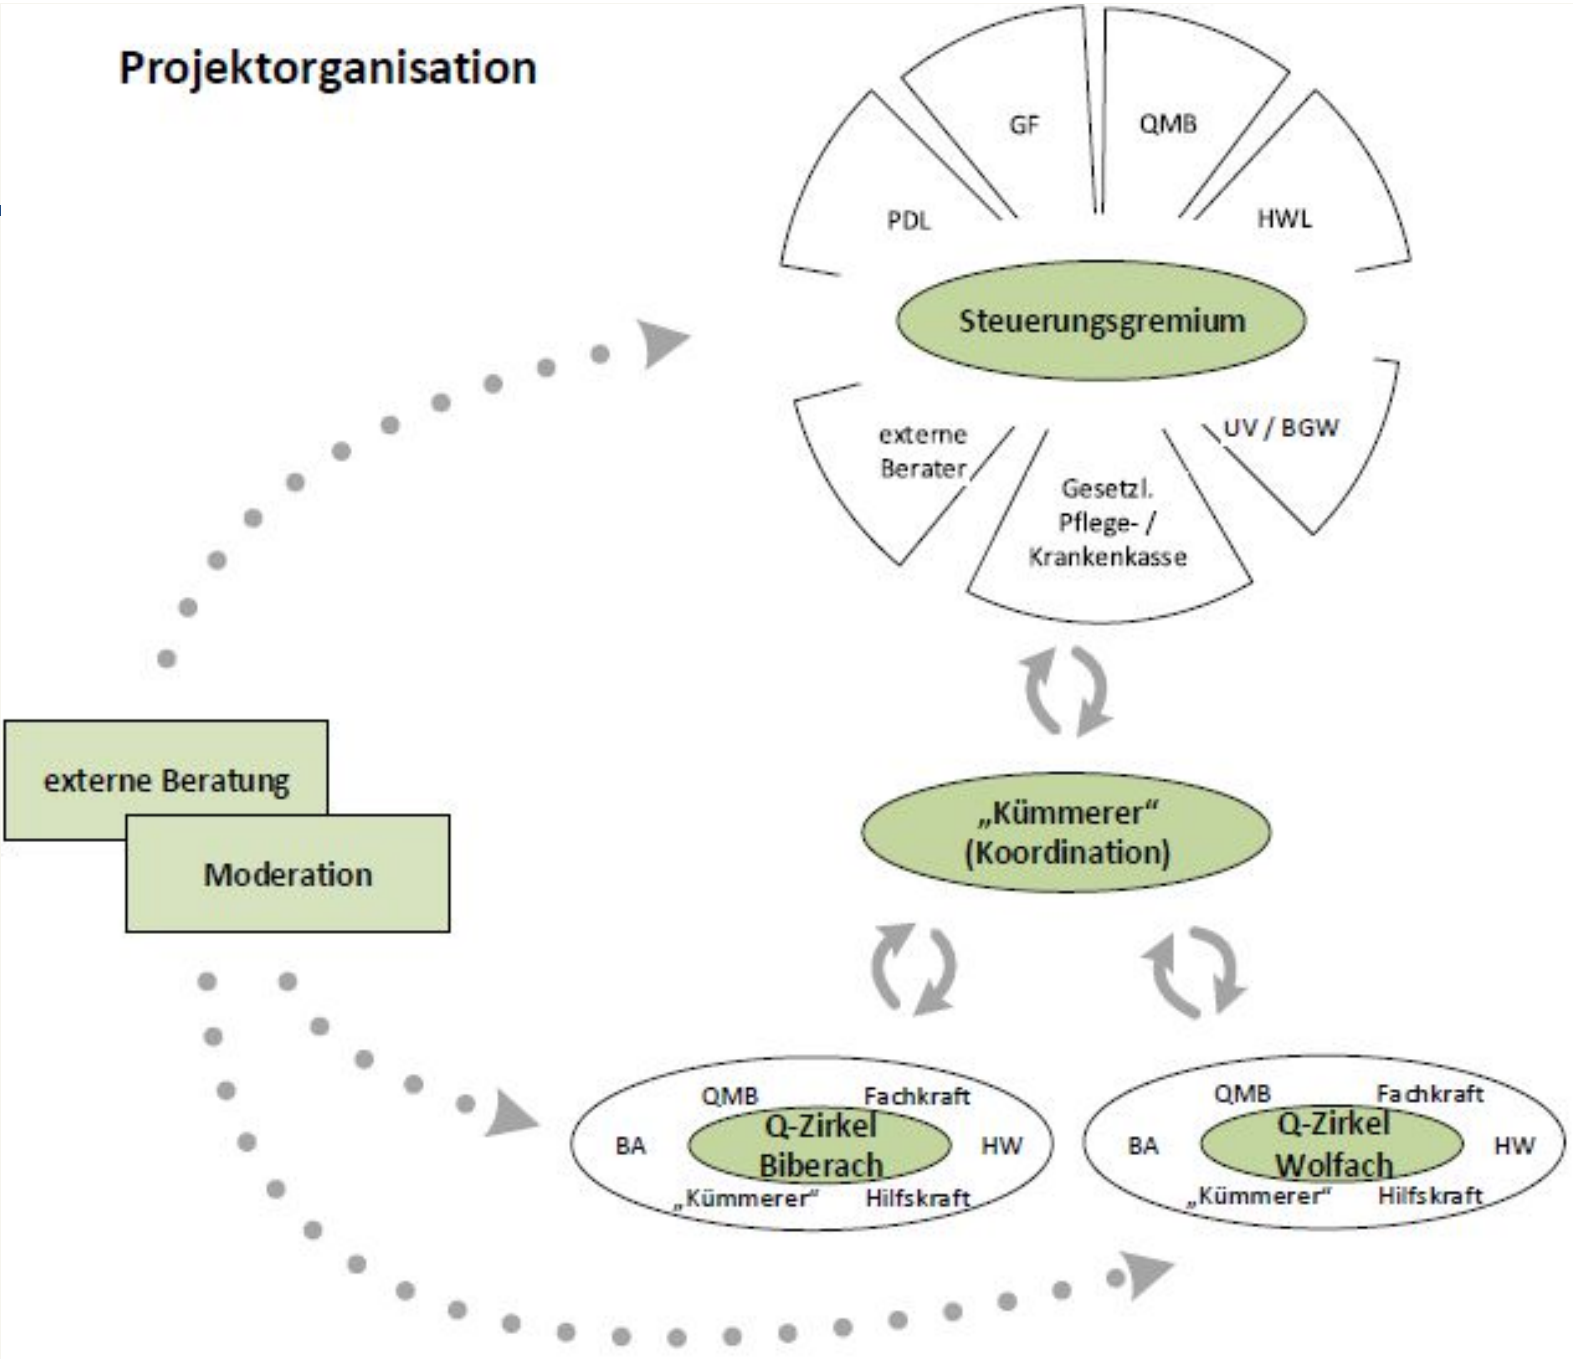 Projektorganisation
GF
QMB
PDL
HWL
Steuerungsgremium
externe
Berater
UV / BGW
Gesetzl.
Pflege- /
Krankenkasse
externe Beratung
Moderation
„Kümmerer“
(Koordination)
QMB
Fachkraft
BA
Q-Zirkel
Biberach
HW
„Kümmerer“
Hilfskraft
QMB
Fachkraft
BA
Q-Zirkel
Wolfach
HW
„Kümmerer“
Hilfskraft